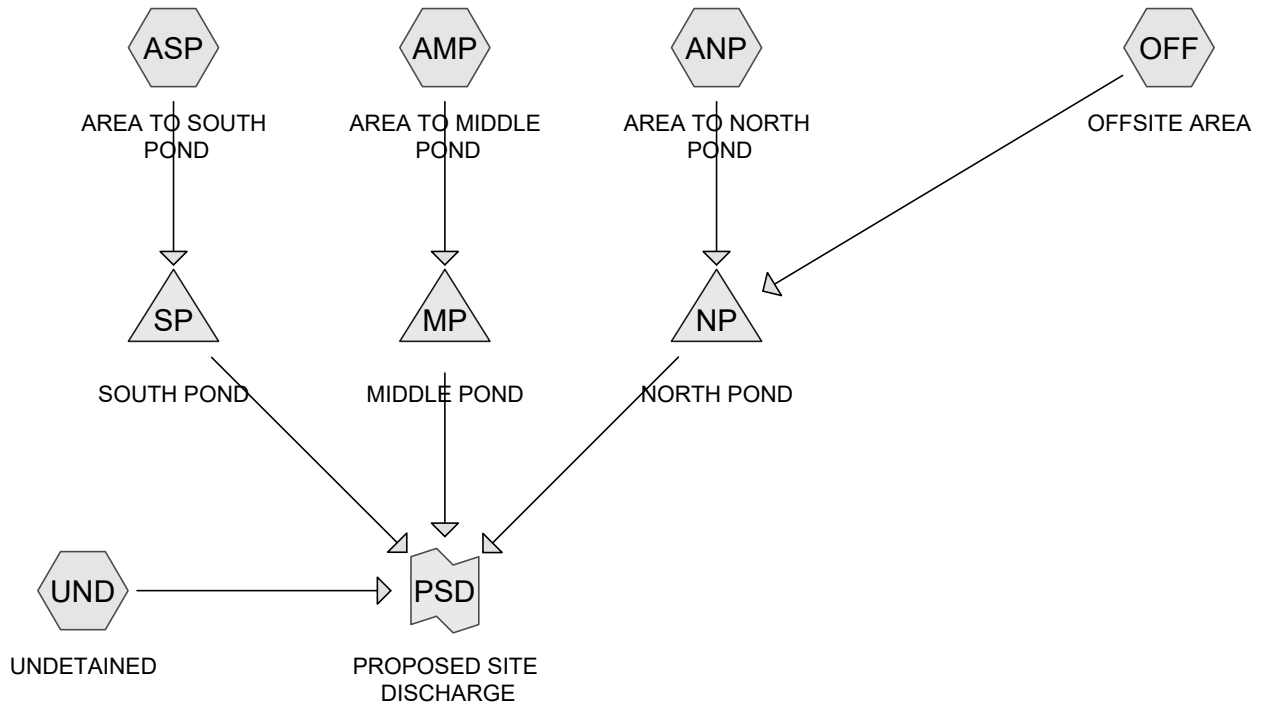 ASP
AMP
ANP
OFF
AREA TO SOUTH
POND
AREA TO MIDDLE
POND
AREA TO NORTH
POND
OFFSITE AREA
SP
MP
NP
SOUTH POND
MIDDLE POND
NORTH POND
UND
PSD
UNDETAINED
PROPOSED SITE
DISCHARGE